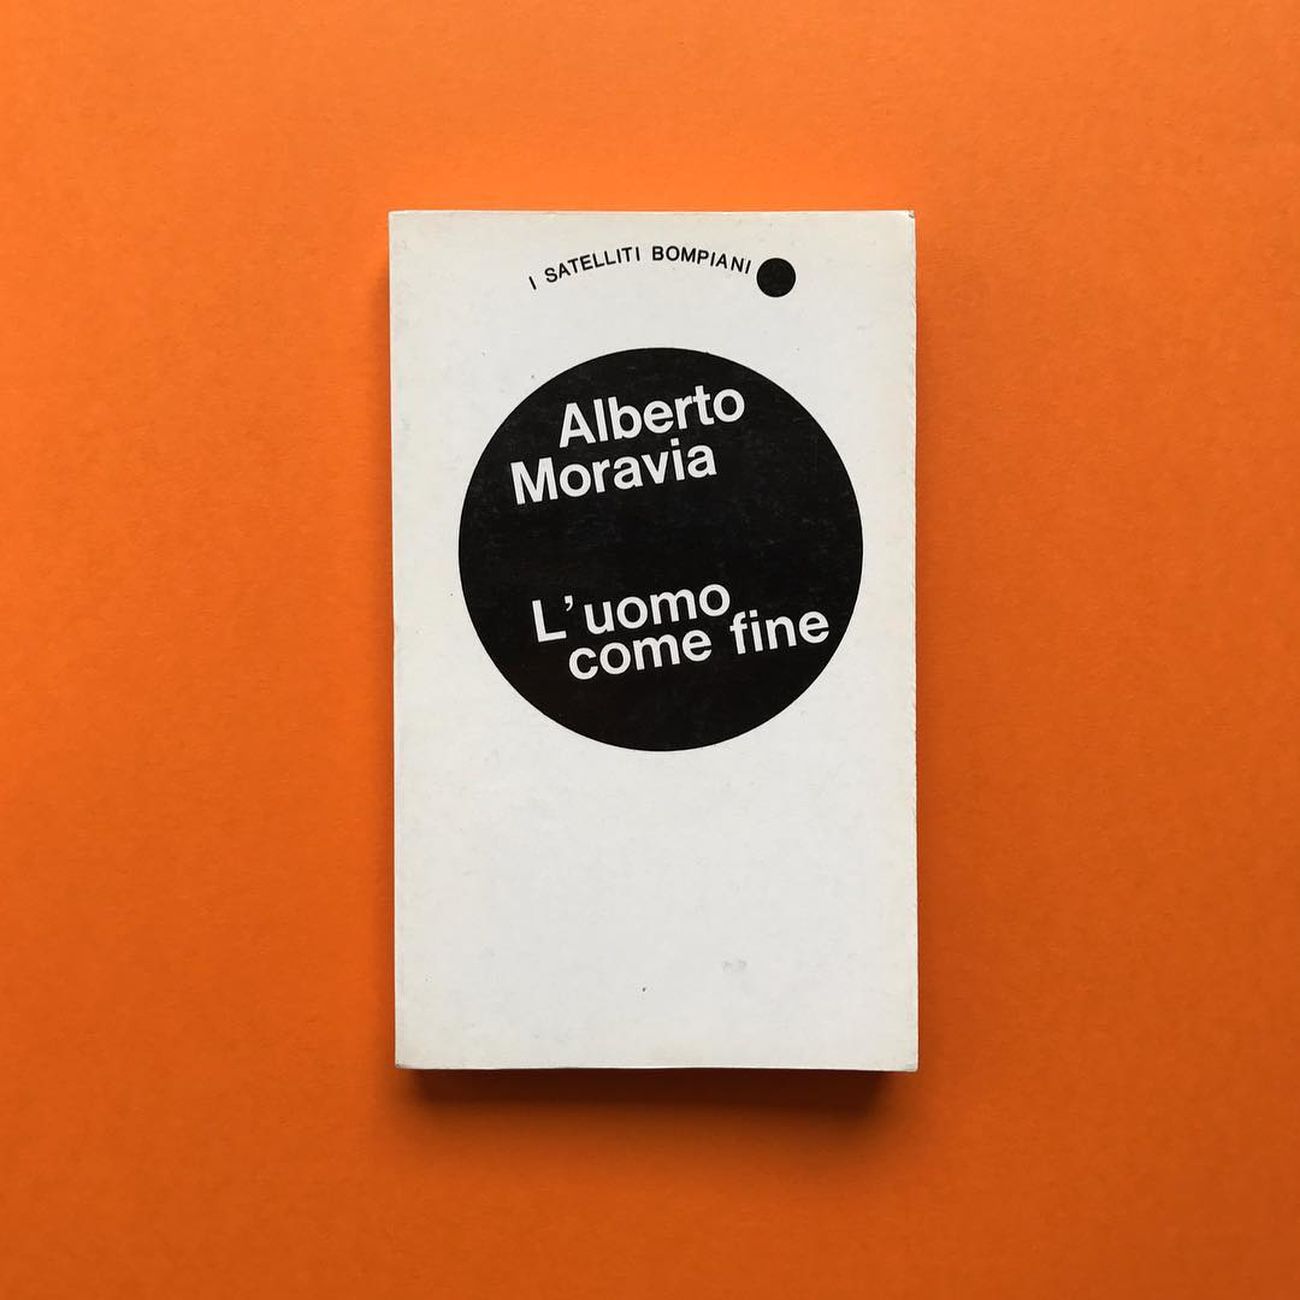 I SATELLITI BOMPIANI
Alberto
Moravia
L'uomo
come fine